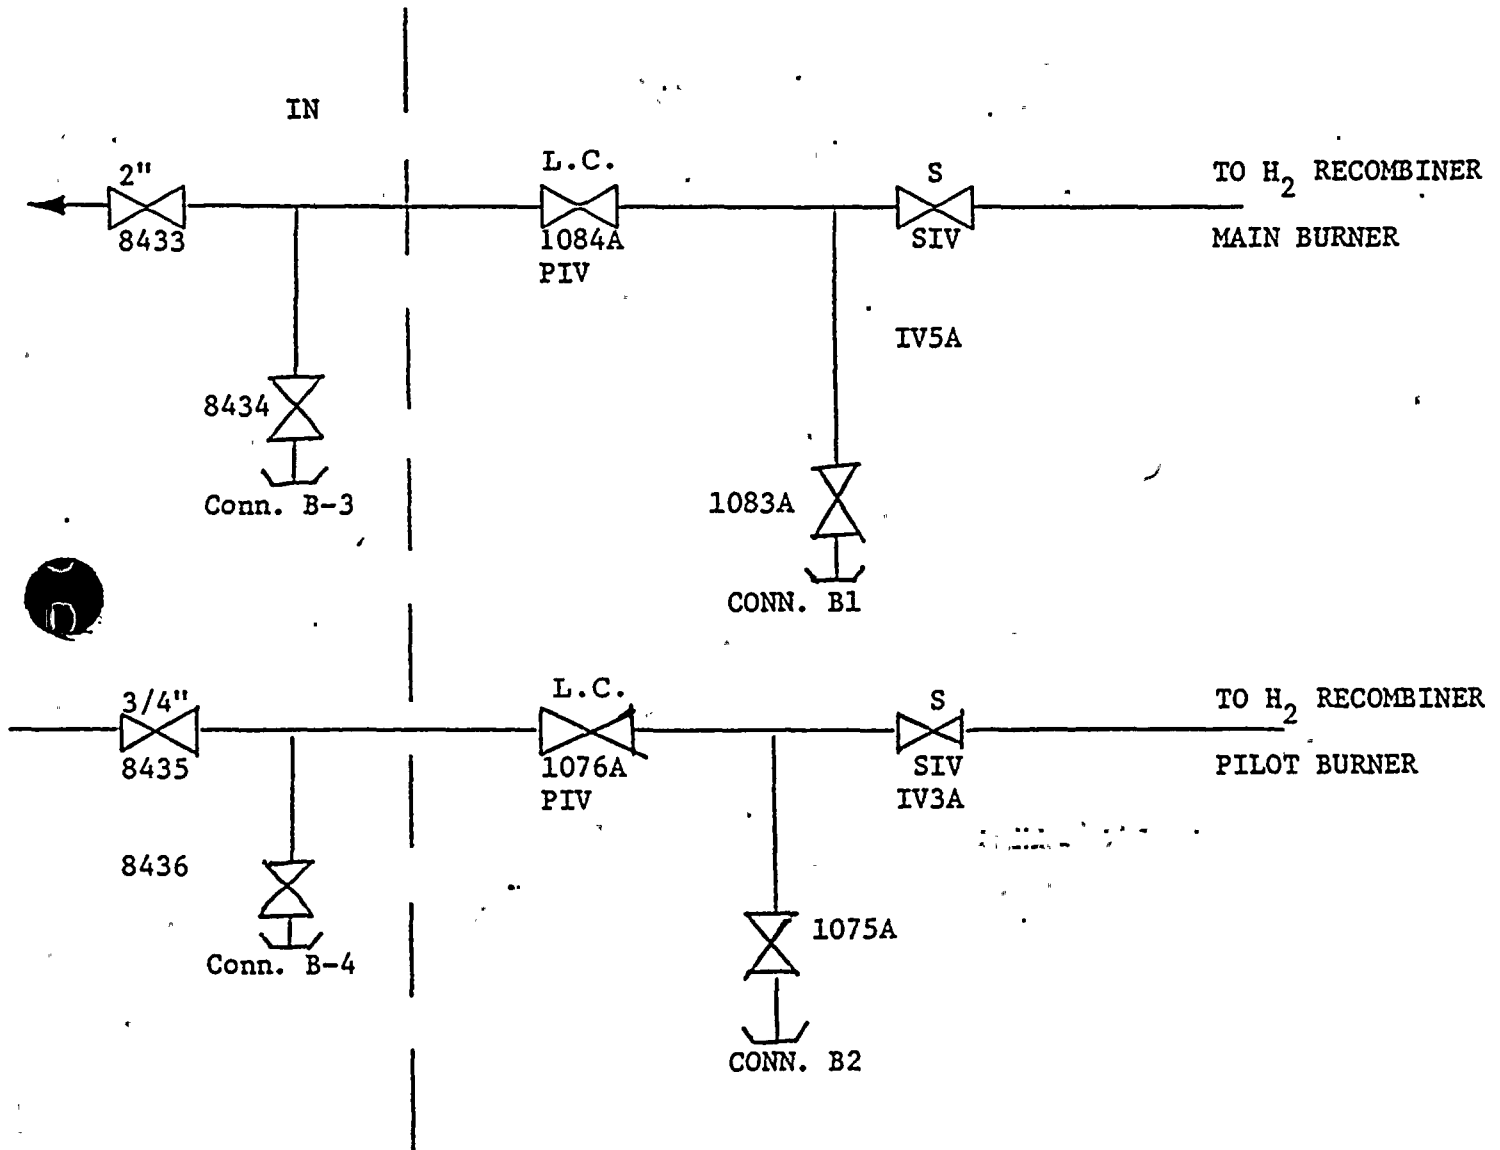 IN
L.C.
2"
S
TO H2 RECOMBINER
8433
1084A
PIV
SIV
MAIN BURNER
IV5A
8434
Conn. B-3
1083A
CONN. B1
3/4"
L.C.
S
TO H2 RECOMBINER
8435
1076A
PIV
SIV
IV3A
PILOT BURNER
8436
1075A
Conn. B-4
CONN. B2